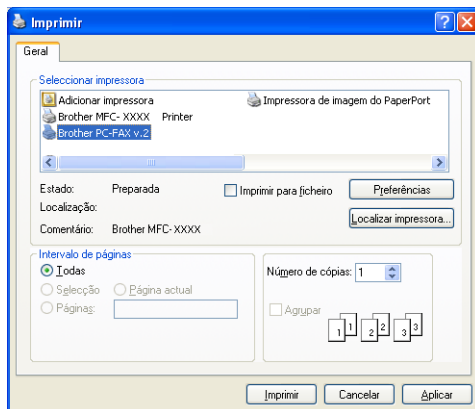 Imprimir
Geral
Seleccionar impressora
Adicionar impressora
Impressora de imagem do PaperPort
Brother MFC- XXXX Printer
Brother PC-FAX v.2
Estado: Preparada
Imprimir para ficheiro
Preferências
Localização:
Localizar impressora...
Comentário: Brother MFC- XXXX
Intervalo de páginas
Todas
Número de cópias: 1
Selecção
Página actual
Páginas:
Agrupar
1 1 2 2 3 3
Imprimir
Cancelar
Aplicar